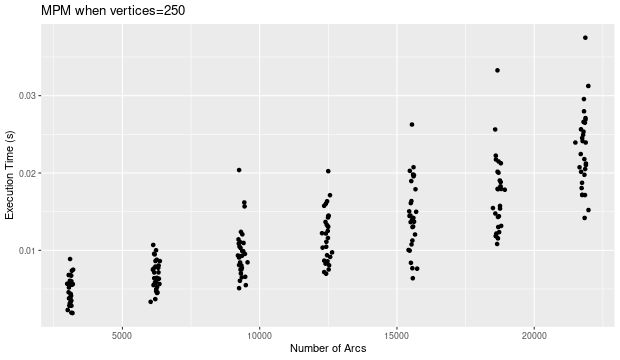 MPM when vertices=250
Execution Time (s)
0.03
0.02
0.01
5000 10000 15000 20000
Number of Arcs